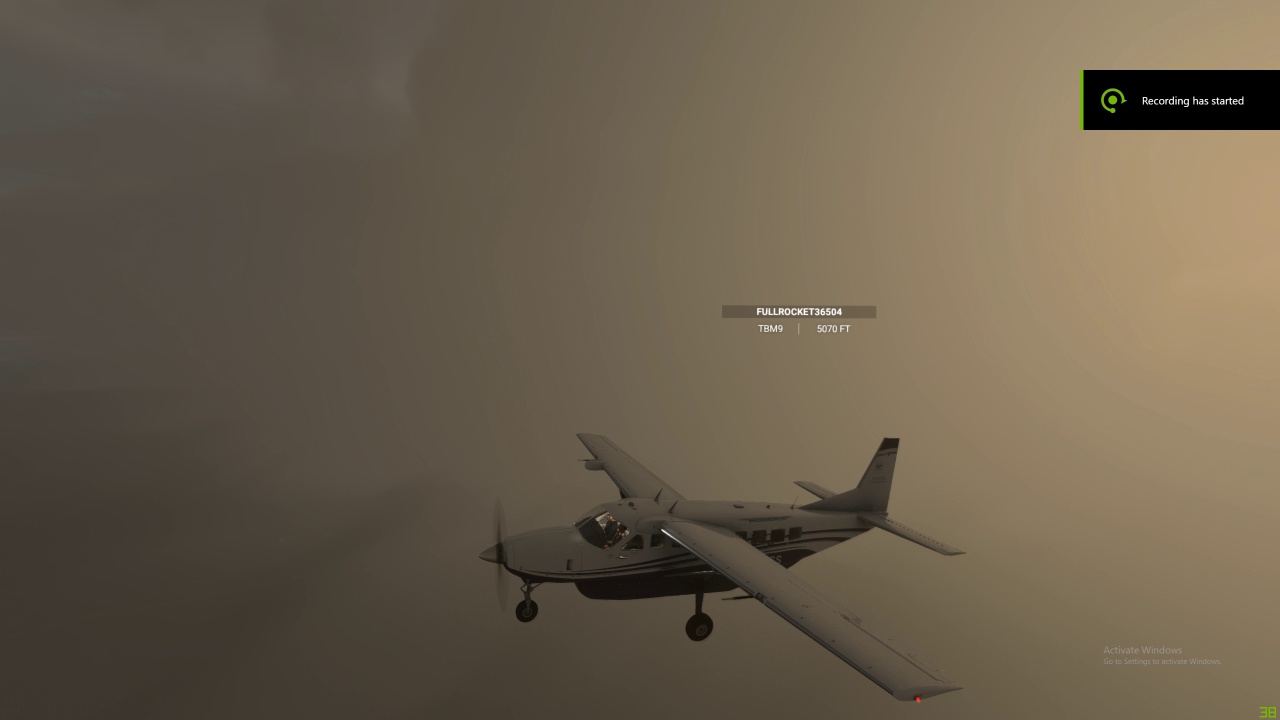 Recording has started
FULLROCKET36504
TBM9 | 5070 FT
Activate Windows
Go to Settings to activate Windows.
38